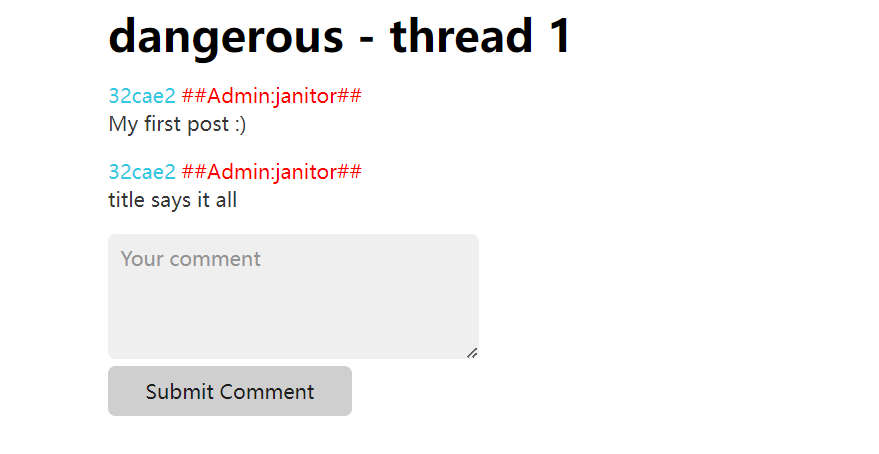 dangerous - thread 1
32cae2 ##Admin:janitor##
My first post :)
32cae2 ##Admin:janitor##
title says it all
Your comment
Submit Comment